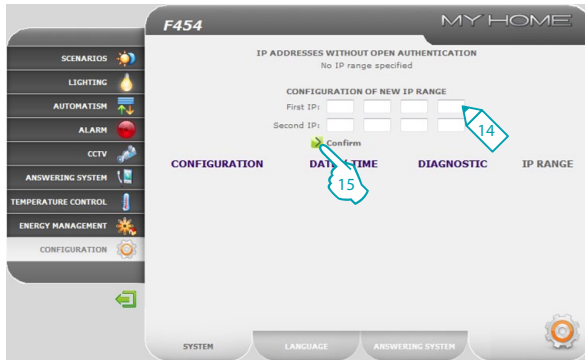 F454
MY HOME
SCENARIOS
LIGHTING
AUTOMATISM
ALARM
CCTV
ANSWERING SYSTEM
TEMPERATURE CONTROL
ENERGY MANAGEMENT
CONFIGURATION
IP ADDRESSES WITHOUT OPEN AUTHENTICATION
No IP range specified
CONFIGURATION OF NEW IP RANGE
First IP:
14
Second IP:
Confirm
CONFIGURATION DATE / TIME DIAGNOSTIC IP RANGE
15
SYSTEM LANGUAGE ANSWERING SYSTEM